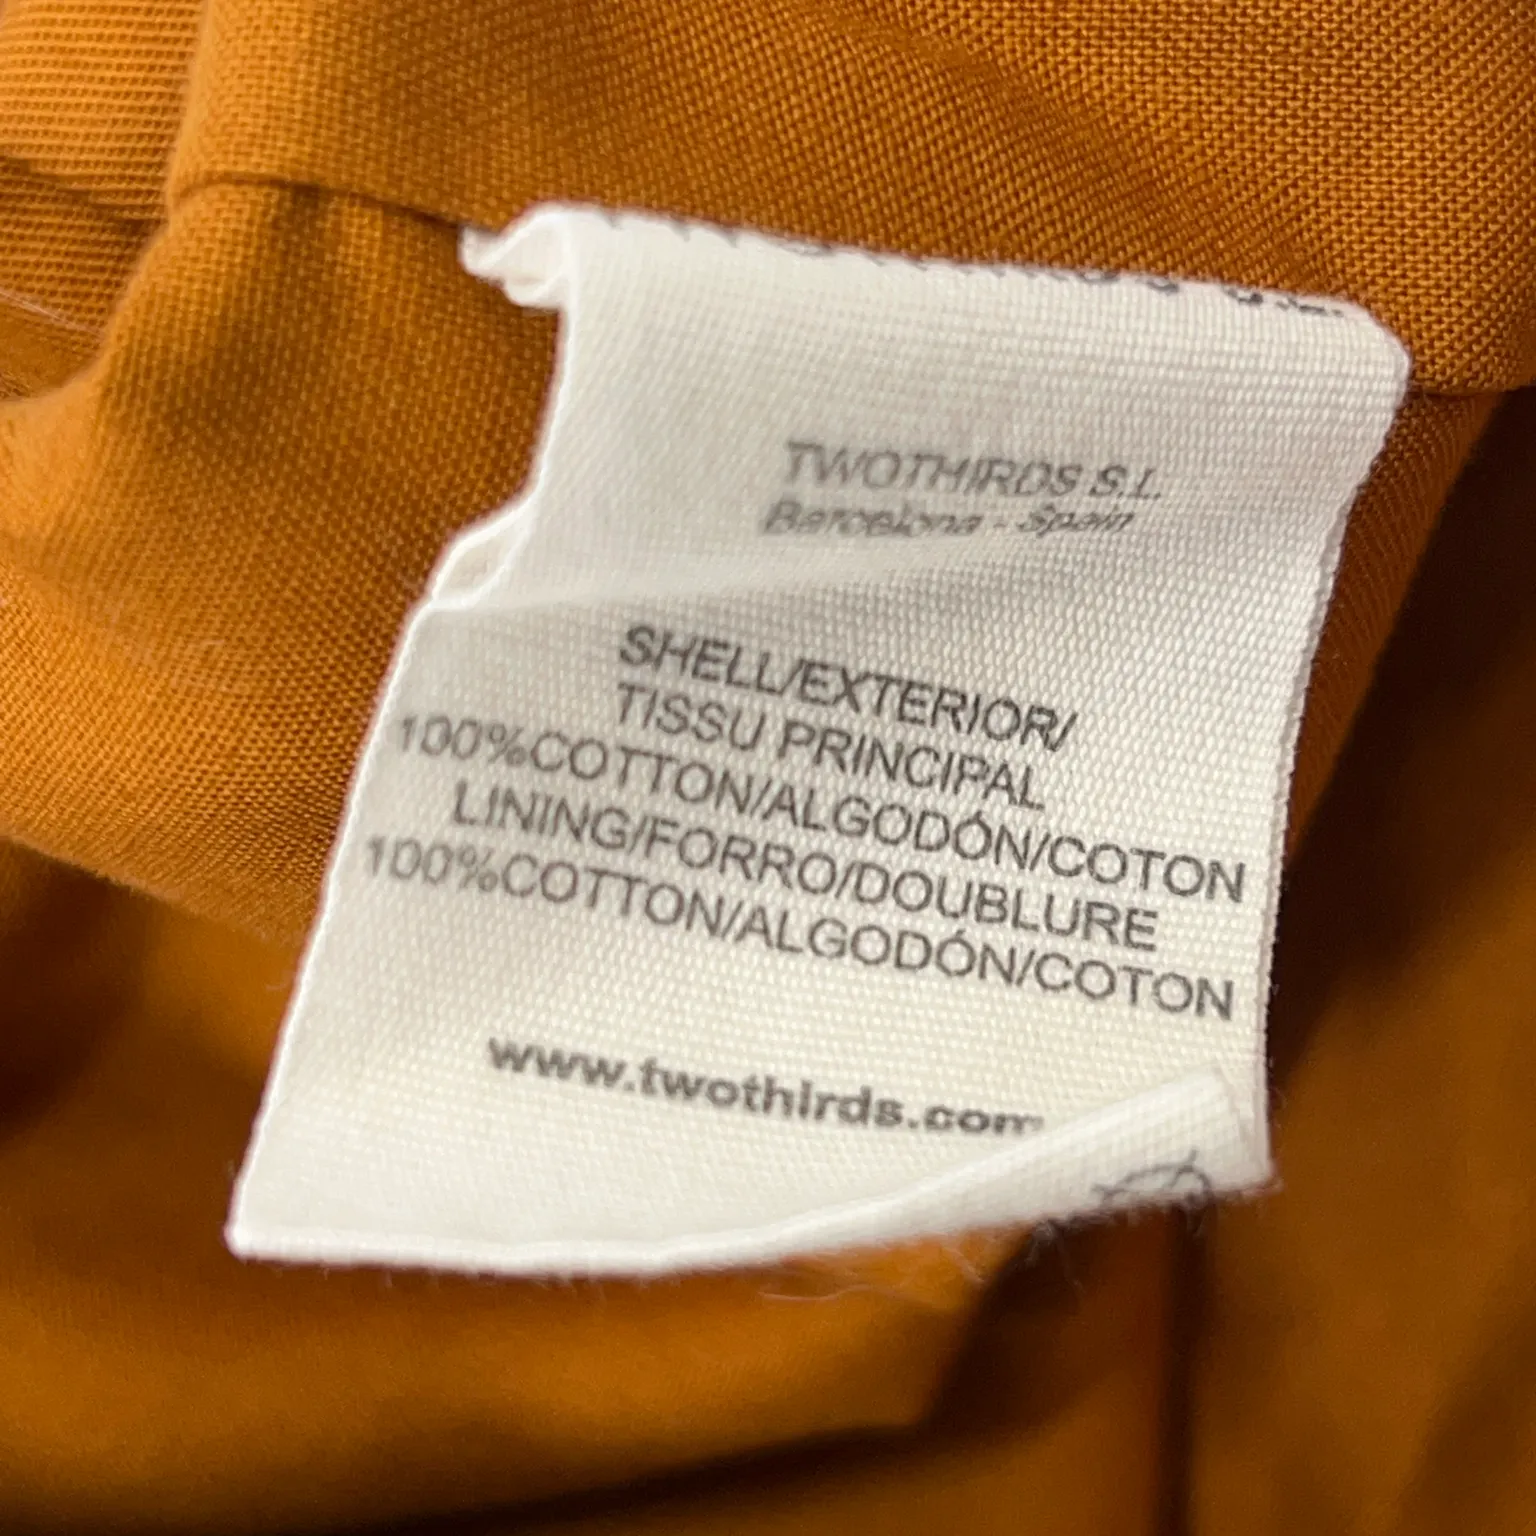 TWOTHIRDS S.L.
Barcelona - Spain
SHELL/EXTERIOR/
TISSU PRINCIPAL
100%COTTON/ALGODÓN/COTON
LINING/FORRO/DOUBLURE
100%COTTON/ALGODÓN/COTON
www.twothirds.com